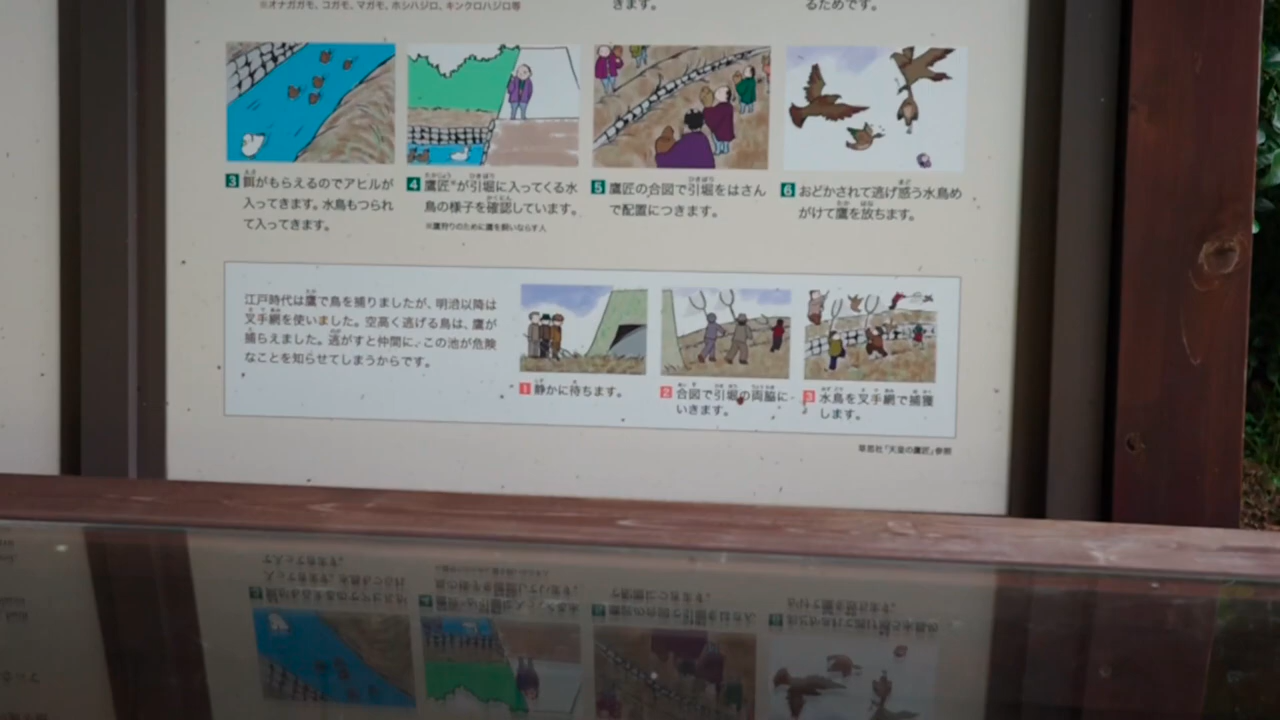 ※オナガガモ、コガモ、マガモ、ホシハジロ、キンクロハジロ等
きます。
るためです。
3 餌がもらえるのでアヒルが
入ってきます。水鳥もつられ
て入ってきます。
4 鷹匠※が引堀に入ってくる水
鳥の様子を確認しています。
※鷹狩りのために鷹を飼いならす人
5 鷹匠の合図で引堀をはさん
で配置につきます。
6 おどかされて逃げ惑う水鳥め
がけて鷹を放ちます。
江戸時代は鷹で鳥を捕りましたが、明治以降は
叉手網を使いました。空高く逃げる鳥は、鷹が
捕らえました。逃がすと仲間に、この池が危険
なことを知らせてしまうからです。
1 静かに待ちます。
2 合図で引堀の両脇に
いきます。
3 水鳥を叉手網で捕獲
します。
草思社「天皇の鷹匠」参照